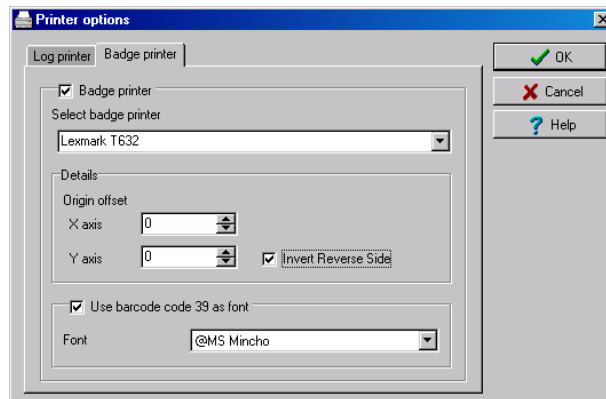 Printer options
Log printer Badge printer
OK
Cancel
Help
Badge printer
Select badge printer
Lexmark T632
Details
Origin offset
X axis 0
Y axis 0 Invert Reverse Side
Use barcode code 39 as font
Font @MS Mincho